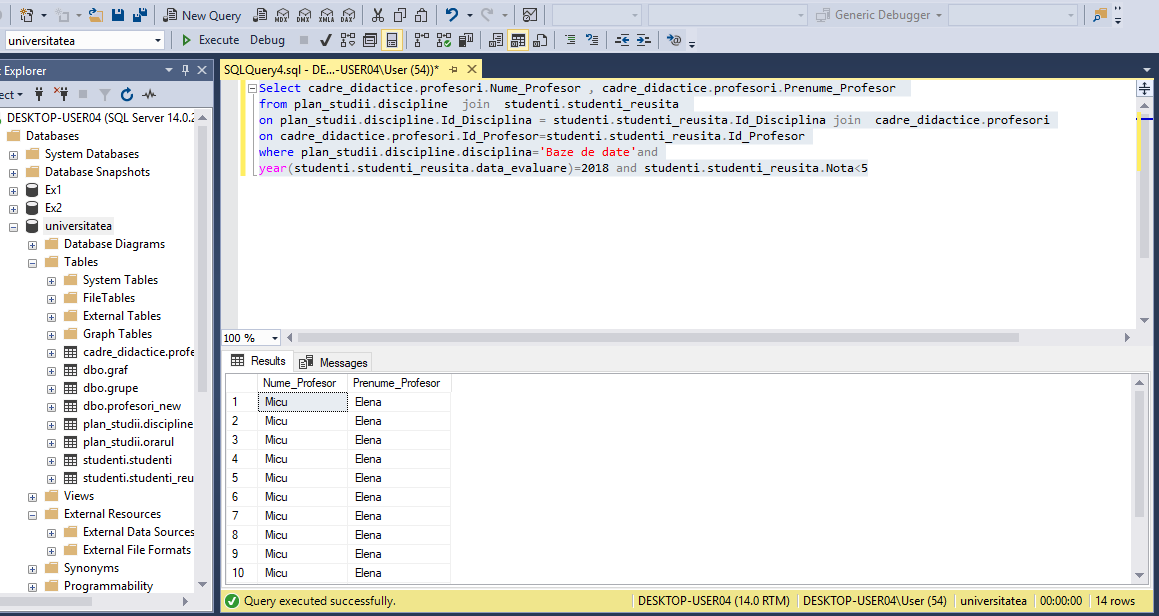 New Query MDX DMX XMLA DAX Generic Debugger
universitatea Execute Debug
Explorer
SQLQuery4.sql - DE...-USER04\User (54))*
ect
DESKTOP-USER04 (SQL Server 14.0.2
Databases
System Databases
Database Snapshots
Ex1
Ex2
universitatea
Database Diagrams
Tables
System Tables
FileTables
External Tables
Graph Tables
cadre_didactice.profe
dbo.graf
dbo.grupe
dbo.profesori_new
plan_studii.discipline
plan_studii.orarul
studenti.studenti
studenti.studenti_reu
Views
External Resources
External Data Sources
External File Formats
Synonyms
Programmability
Select cadre_didactice.profesori.Nume_Profesor , cadre_didactice.profesori.Prenume_Profesor
from plan_studii.discipline join studenti.studenti_reusita
on plan_studii.discipline.Id_Disciplina = studenti.studenti_reusita.Id_Disciplina join cadre_didactice.profesori
on cadre_didactice.profesori.Id_Profesor=studenti.studenti_reusita.Id_Profesor
where plan_studii.discipline.disciplina='Baze de date'and
year(studenti.studenti_reusita.data_evaluare)=2018 and studenti.studenti_reusita.Nota<5
100 %
Results Messages
Nume_Profesor Prenume_Profesor
1 Micu Elena
2 Micu Elena
3 Micu Elena
4 Micu Elena
5 Micu Elena
6 Micu Elena
7 Micu Elena
8 Micu Elena
9 Micu Elena
10 Micu Elena
Query executed successfully. DESKTOP-USER04 (14.0 RTM) DESKTOP-USER04\User (54) universitatea 00:00:00 14 rows